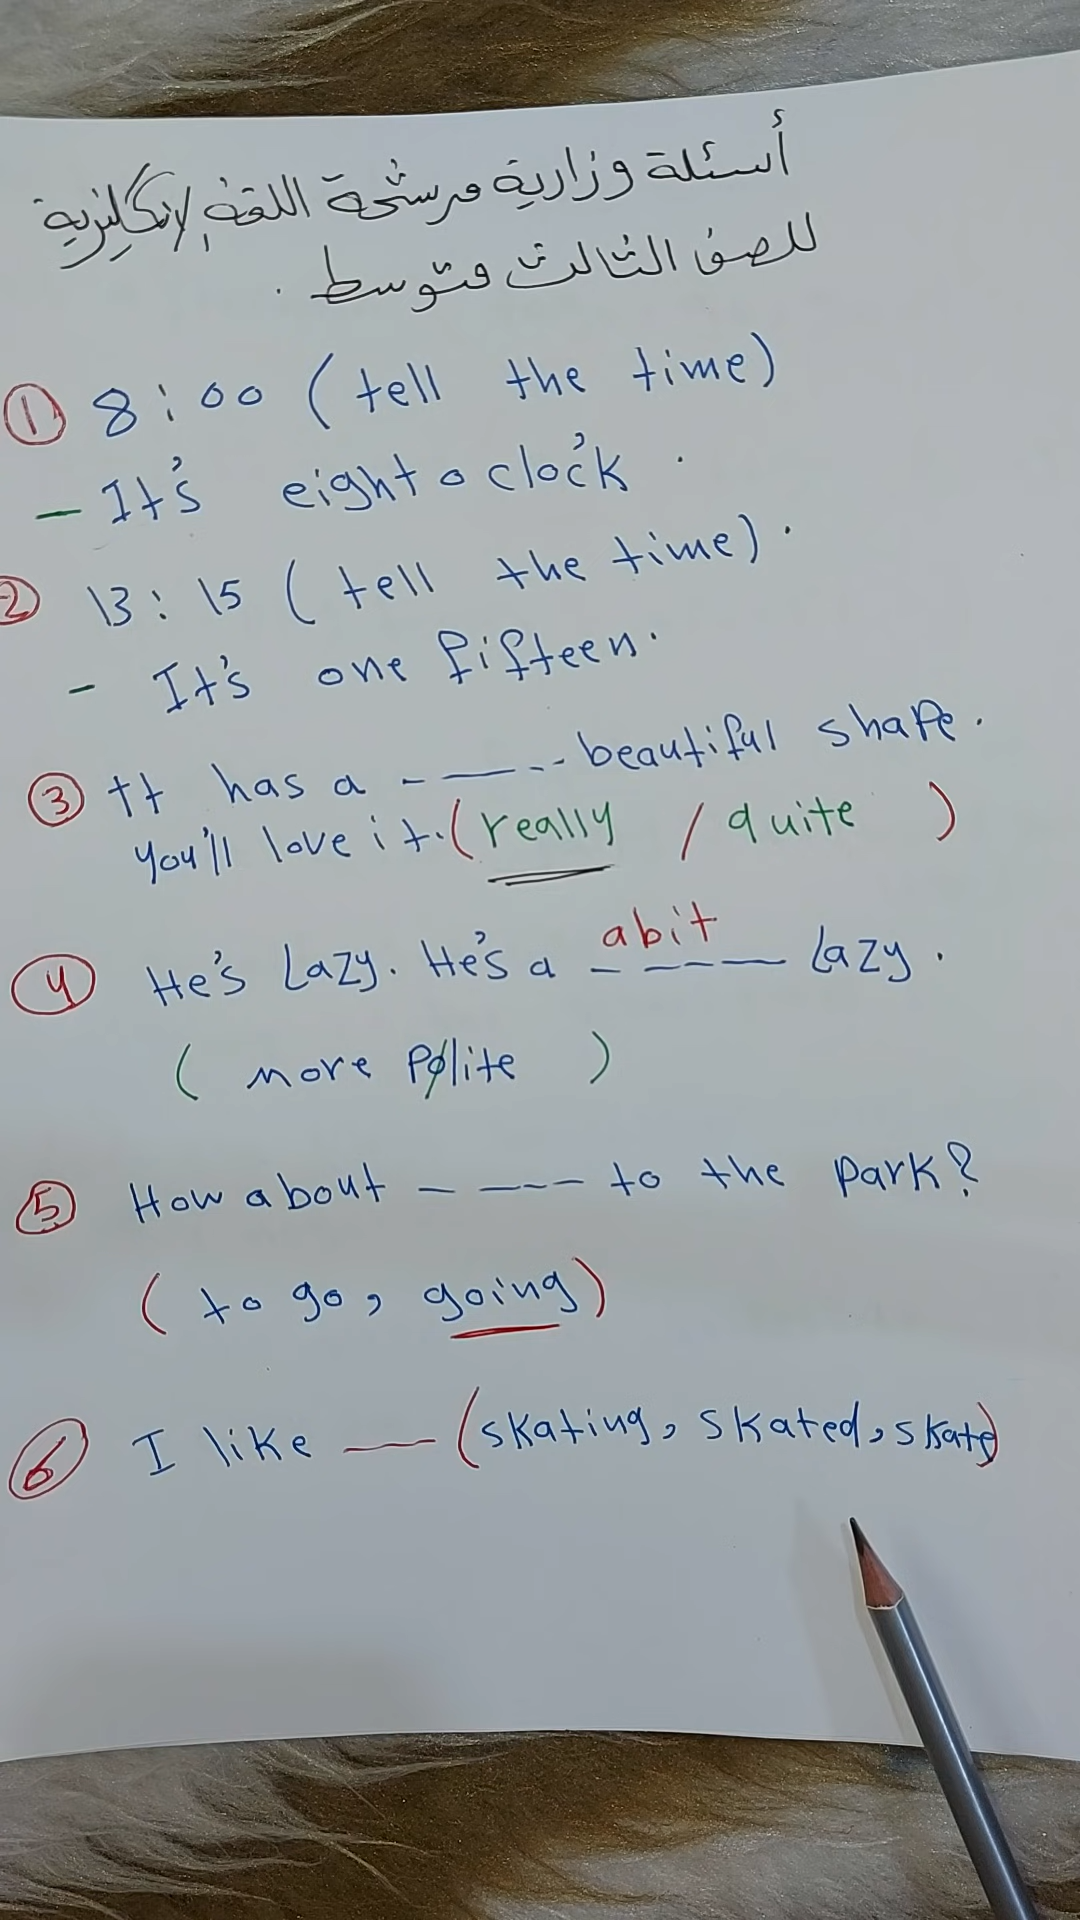 أسئلة وزارية مرشحة اللغة الإنكليزية
للصف الثالث متوسط .
① 8:00 (tell the time)
- It's eight o'clock.
② 13:15 (tell the time).
- It's one fifteen.
③ It has a ------ beautiful shape.
you'll love it. (really / quite)
④ He's Lazy. He's a abit ---- Lazy.
(more Polite)
⑤ How about ----- to the park?
(to go, going)
⑥ I like — (skating, skated, skate)